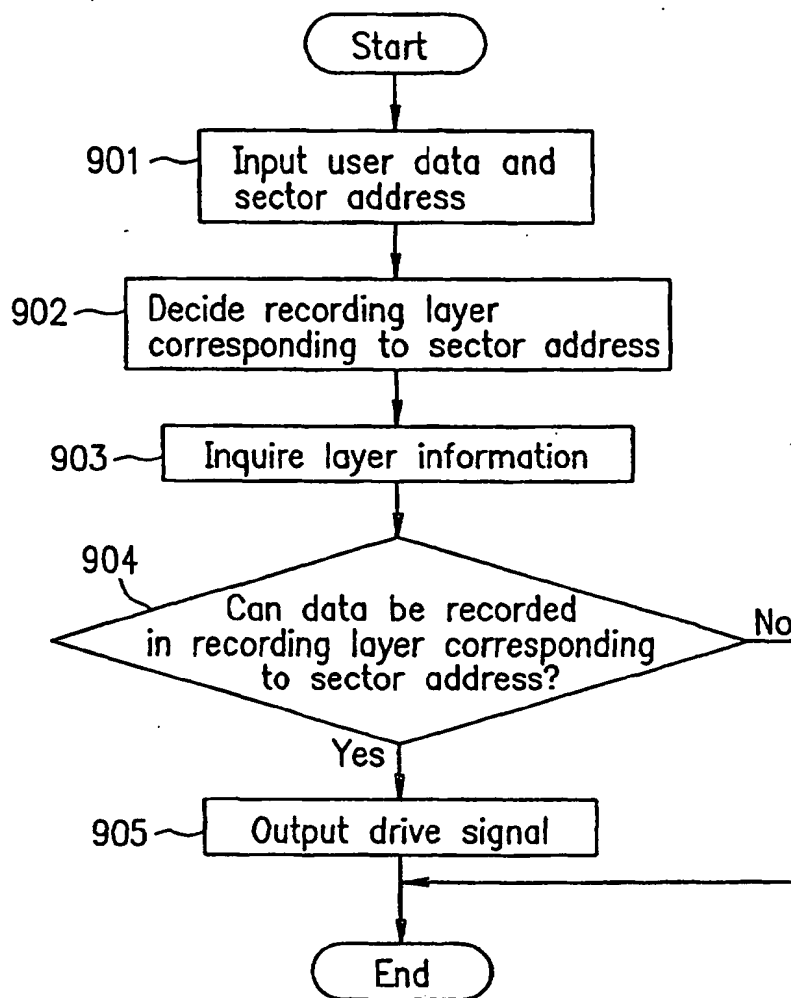 Start
901
Input user data and
sector address
902
Decide recording layer
corresponding to sector address
903
Inquire layer information
904
Can data be recorded
in recording layer corresponding
to sector address?
No
Yes
905
Output drive signal
End